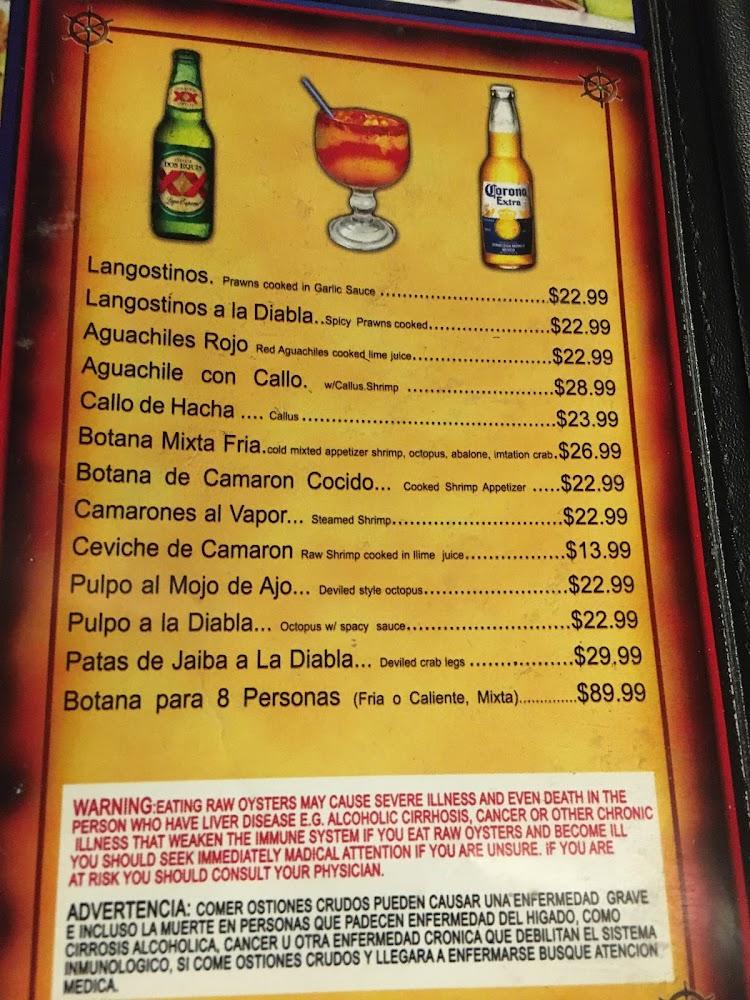 XX
DOS EQUIS
XX
Corona
Extra
Langostinos. Prawns cooked in Garlic Sauce ................................$22.99
Langostinos a la Diabla..Spicy Prawns cooked.......................$22.99
Aguachiles Rojo Red Aguachiles cooked lime juice..........................$22.99
Aguachile con Callo. w/Callus.Shrimp ............................$28.99
Callo de Hacha .... Callus ................................................$23.99
Botana Mixta Fria.cold mixted appetizer shrimp, octopus, abalone, imtation crab.$26.99
Botana de Camaron Cocido... Cooked Shrimp Appetizer .....$22.99
Camarones al Vapor... Steamed Shrimp................................$22.99
Ceviche de Camaron Raw Shrimp cooked in llime juice..................$13.99
Pulpo al Mojo de Ajo... Deviled style octopus..........................$22.99
Pulpo a la Diabla... Octopus w/ spacy sauce.............................$22.99
Patas de Jaiba a La Diabla... Deviled crab legs ..................$29.99
Botana para 8 Personas (Fria o Caliente, Mixta).............$89.99
WARNING:EATING RAW OYSTERS MAY CAUSE SEVERE ILLNESS AND EVEN DEATH IN THE
PERSON WHO HAVE LIVER DISEASE E.G. ALCOHOLIC CIRRHOSIS, CANCER OR OTHER CHRONIC
ILLNESS THAT WEAKEN THE IMMUNE SYSTEM IF YOU EAT RAW OYSTERS AND BECOME ILL
YOU SHOULD SEEK IMMEDIATELY MADICAL ATTENTION IF YOU ARE UNSURE. IF YOU ARE
AT RISK YOU SHOULD CONSULT YOUR PHYSICIAN.
ADVERTENCIA: COMER OSTIONES CRUDOS PUEDEN CAUSAR UNA ENFERMEDAD GRAVE
E INCLUSO LA MUERTE EN PERSONAS QUE PADECEN ENFERMEDAD DEL HIGADO, COMO
CIRROSIS ALCOHOLICA, CANCER U OTRA ENFERMEDAD CRONICA QUE DEBILITAN EL SISTEMA
INMUNOLOGICO, SI COME OSTIONES CRUDOS Y LLEGARA A ENFERMARSE BUSQUE ATENCION
MEDICA.